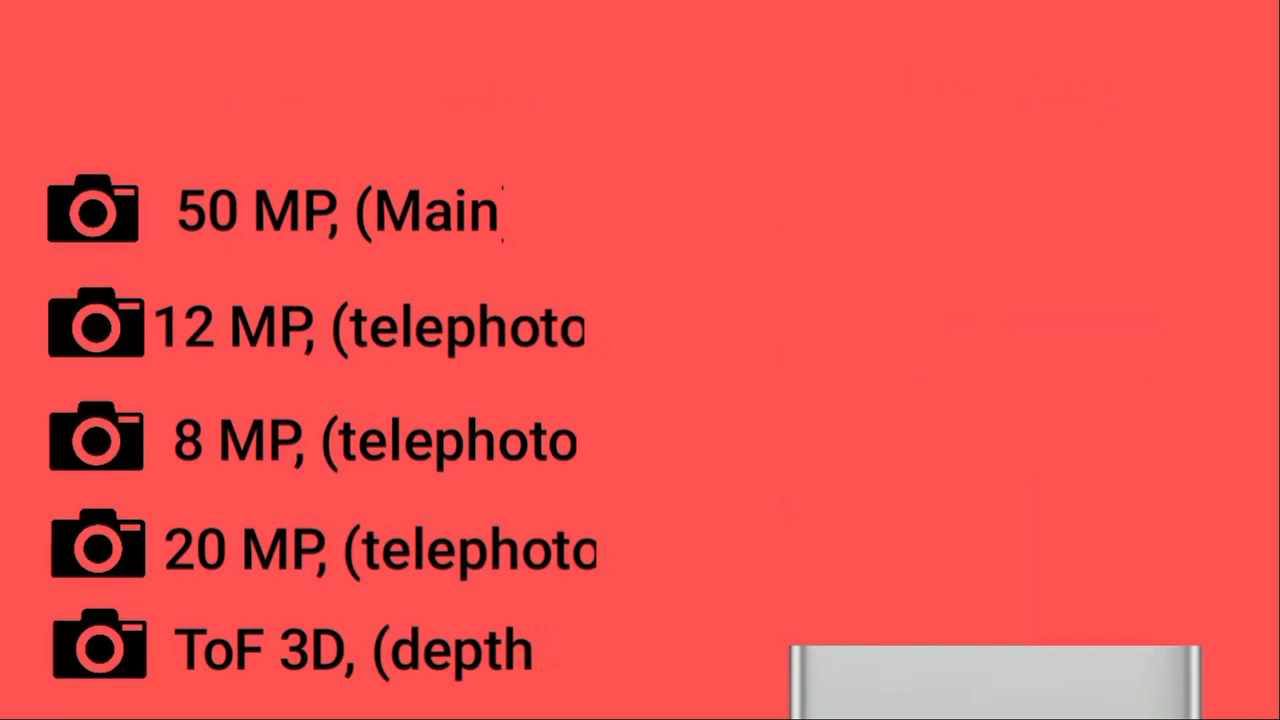 50 MP, (Main
12 MP, (telephoto
8 MP, (telephoto
20 MP, (telephoto
ToF 3D, (depth